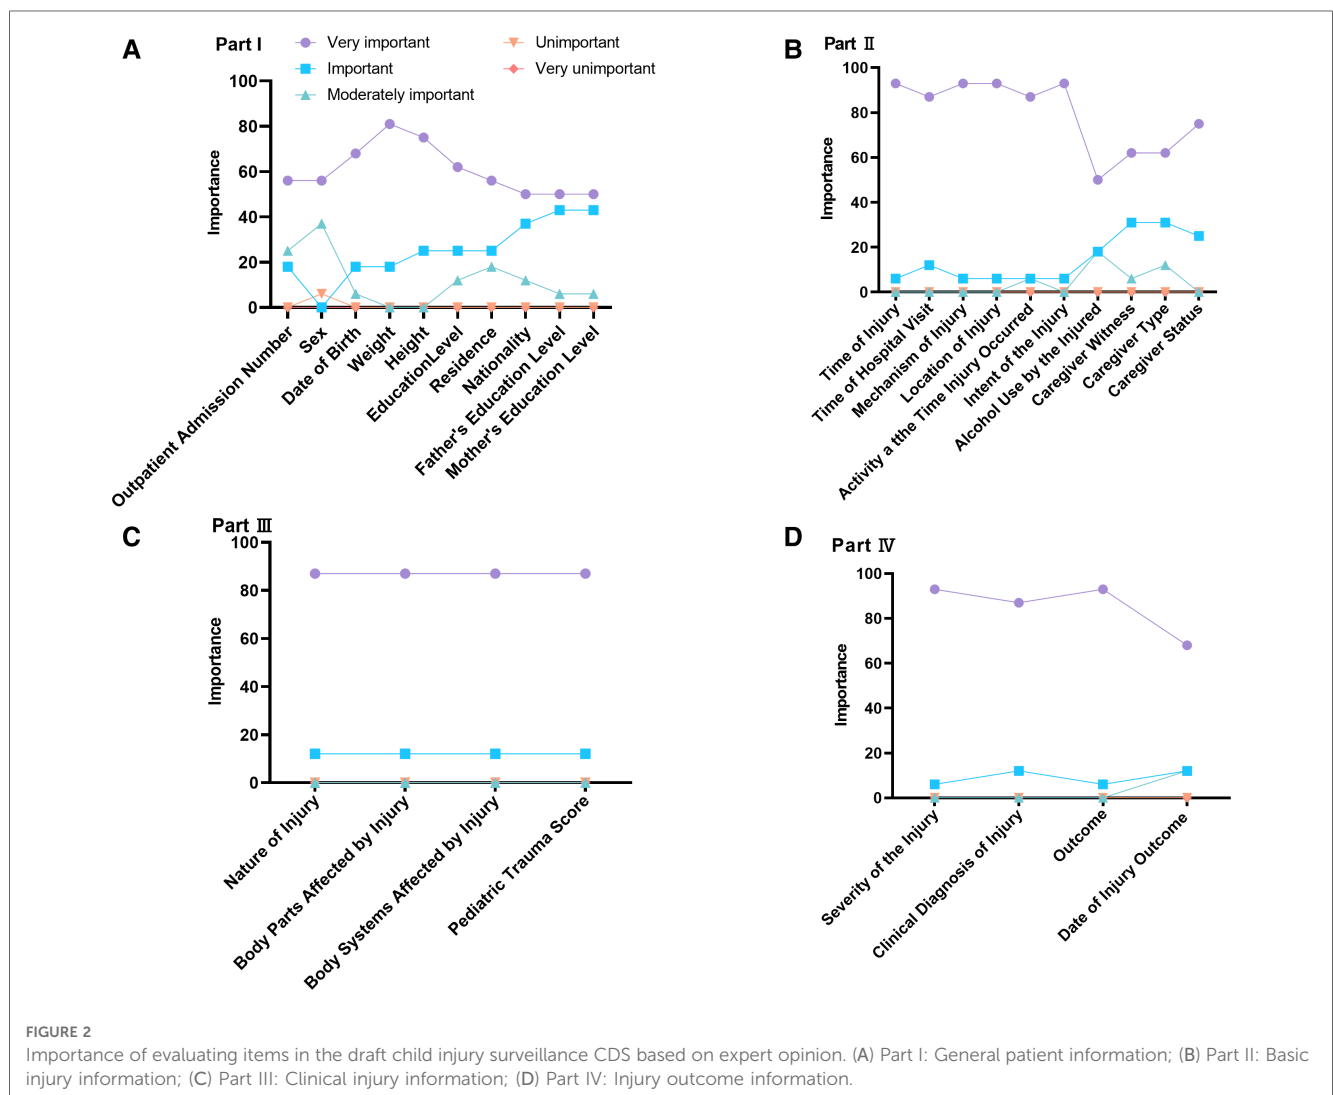 A
Part I
Very important
Important
Moderately important
Unimportant
Very unimportant
Importance
100
80
60
40
20
0
Outpatient Admission Number
Sex
Date of Birth
Weight
Height
EducationLevel
Residence
Nationality
Father's Education Level
Mother's Education Level
B
Part Ⅱ
Importance
100
80
60
40
20
0
Time of Injury
Time of Hospital Visit
Mechanism of Injury
Location of Injury
Activity a tthe Time Injury Occurred
Intent of the Injury
Alcohol Use by the Injured
Caregiver Witness
Caregiver Type
Caregiver Status
C
Part Ⅲ
Importance
100
80
60
40
20
0
Nature of Injury
Body Parts Affected by Injury
Body Systems Affected by Injury
Pediatric Trauma Score
D
Part Ⅳ
Importance
100
80
60
40
20
0
Severity of the Injury
Clinical Diagnosis of Injury
Outcome
Date of Injury Outcome
FIGURE 2
Importance of evaluating items in the draft child injury surveillance CDS based on expert opinion. (A) Part I: General patient information; (B) Part II: Basic
injury information; (C) Part III: Clinical injury information; (D) Part IV: Injury outcome information.